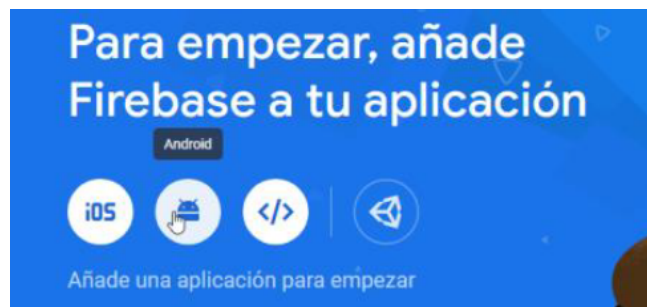 Para empezar, añade
Firebase a tu aplicación
Android
iOS
</>
Añade una aplicación para empezar